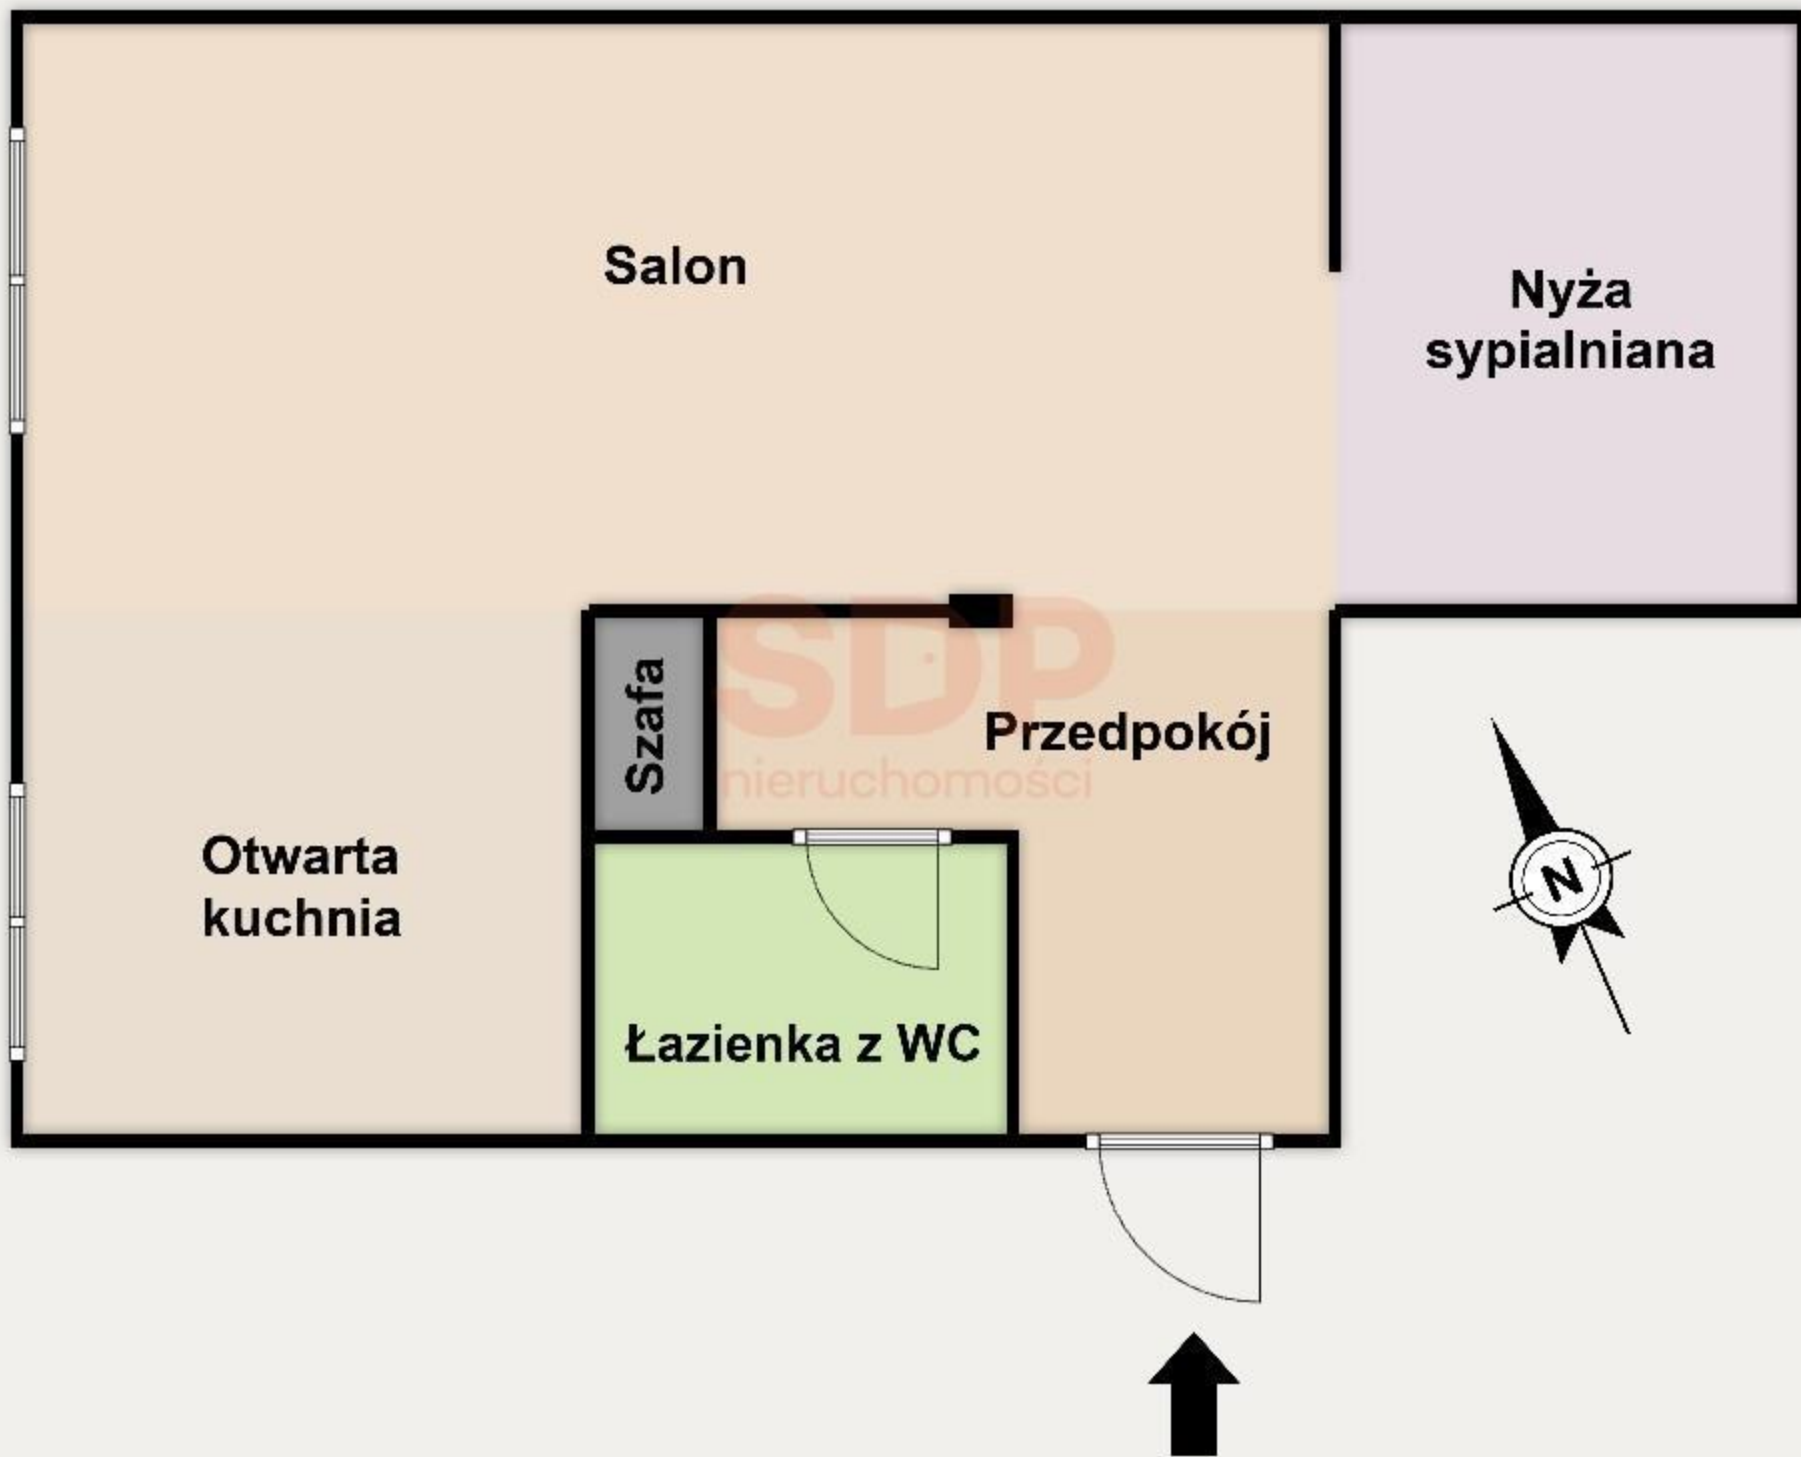 Salon
Nyża
sypialniana
SDP
nieruchomości
Szafa
Przedpokój
Otwarta
kuchnia
N
Łazienka z WC